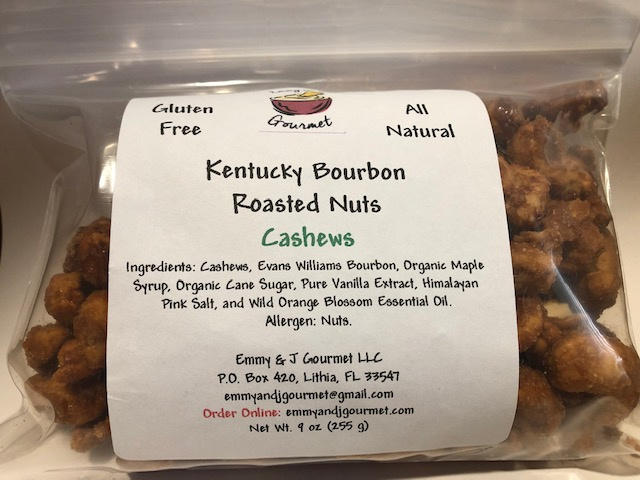 Gluten
Free
Gourmet
All
Natural
Kentucky Bourbon
Roasted Nuts
Cashews
Ingredients: Cashews, Evans Williams Bourbon, Organic Maple
Syrup, Organic Cane Sugar, Pure Vanilla Extract, Himalayan
Pink Salt, and Wild Orange Blossom Essential Oil.
Allergen: Nuts.
Emmy & J Gourmet LLC
P.O. Box 420, Lithia, FL 33547
emmyandjgourmet@gmail.com
Order Online: emmyandjgourmet.com
Net Wt. 9 oz (255 g)